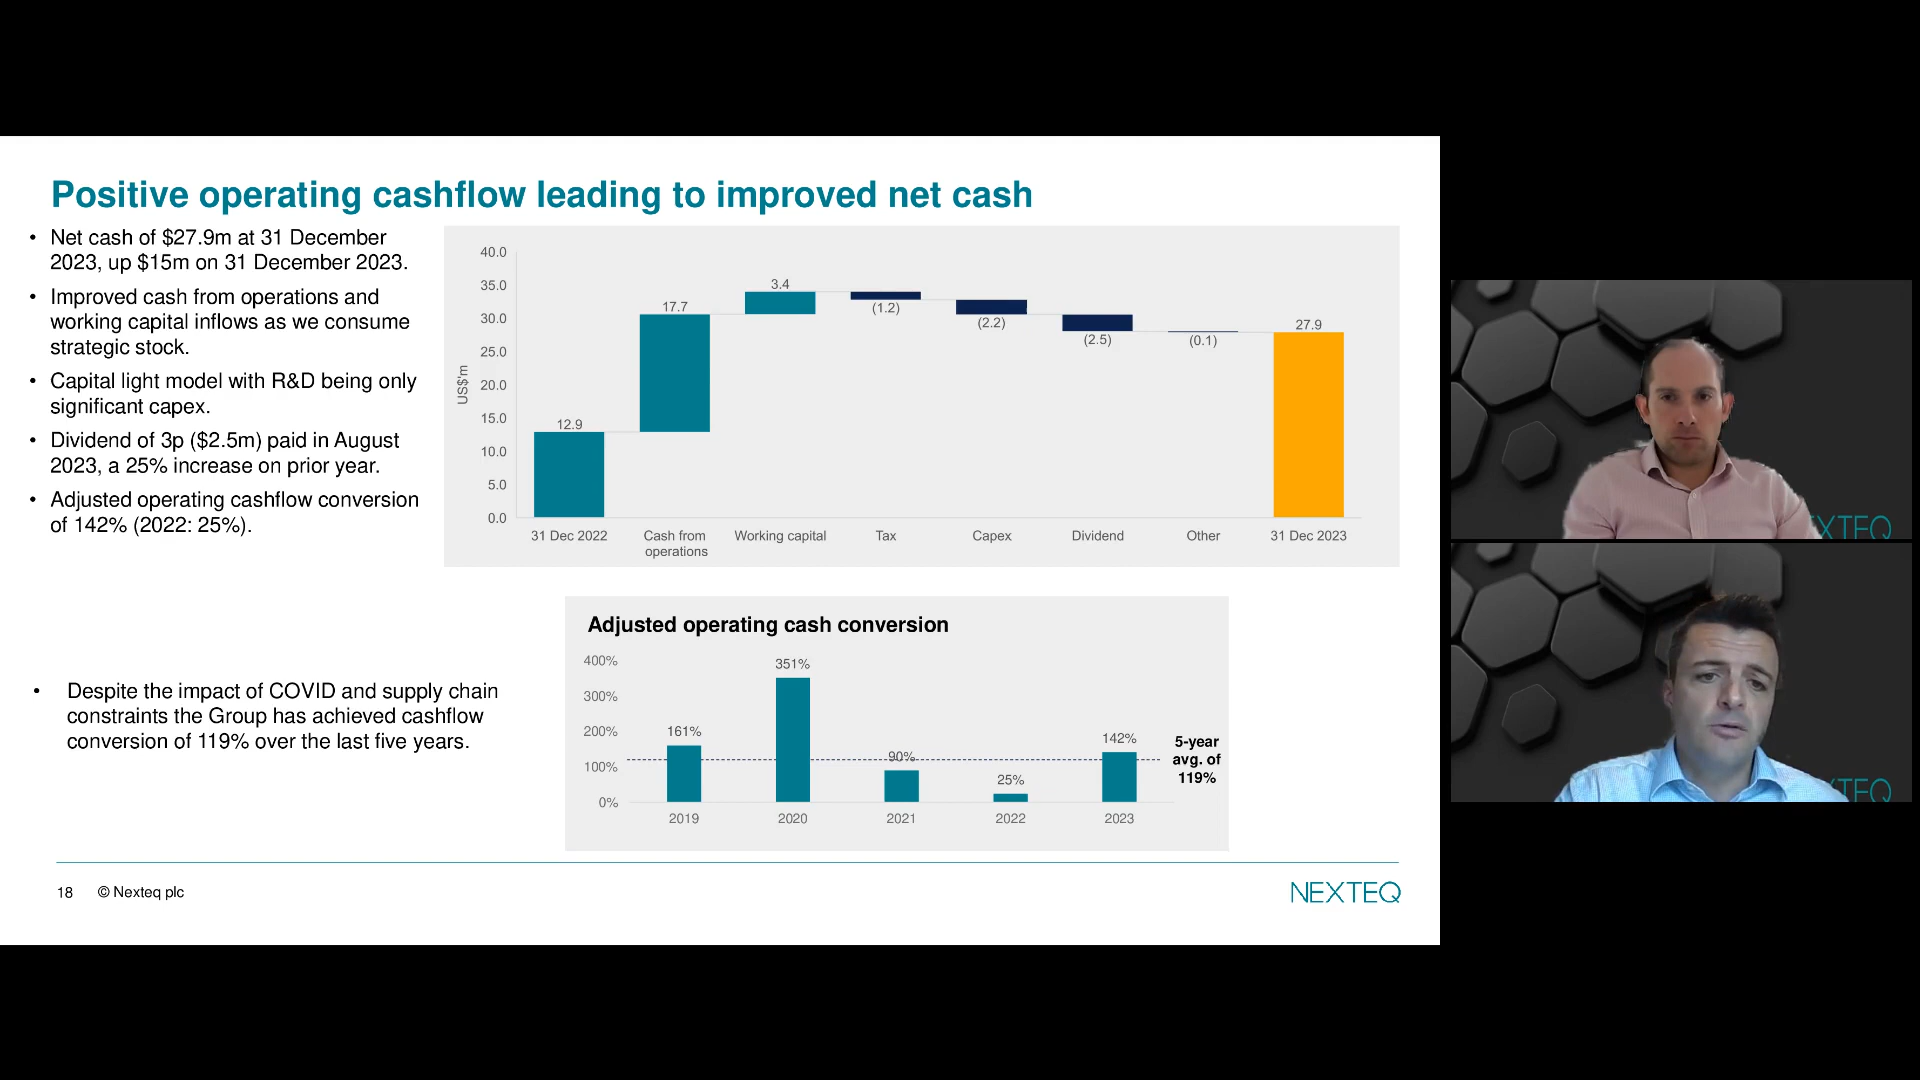 Positive operating cashflow leading to improved net cash
• Net cash of $27.9m at 31 December
2023, up $15m on 31 December 2023.
• Improved cash from operations and
working capital inflows as we consume
strategic stock.
• Capital light model with R&D being only
significant capex.
• Dividend of 3p ($2.5m) paid in August
2023, a 25% increase on prior year.
• Adjusted operating cashflow conversion
of 142% (2022: 25%).
US$'m
40.0
35.0
30.0
25.0
20.0
15.0
10.0
5.0
0.0
12.9
17.7
3.4
(1.2)
(2.2)
(2.5)
(0.1)
27.9
31 Dec 2022
Cash from
operations
Working capital
Tax
Capex
Dividend
Other
31 Dec 2023
• Despite the impact of COVID and supply chain
constraints the Group has achieved cashflow
conversion of 119% over the last five years.
Adjusted operating cash conversion
400%
300%
200%
100%
0%
161%
351%
90%
25%
142%
2019
2020
2021
2022
2023
5-year
avg. of
119%
18 © Nexteq plc
NEXTEQ
XTEQ
XTEQ